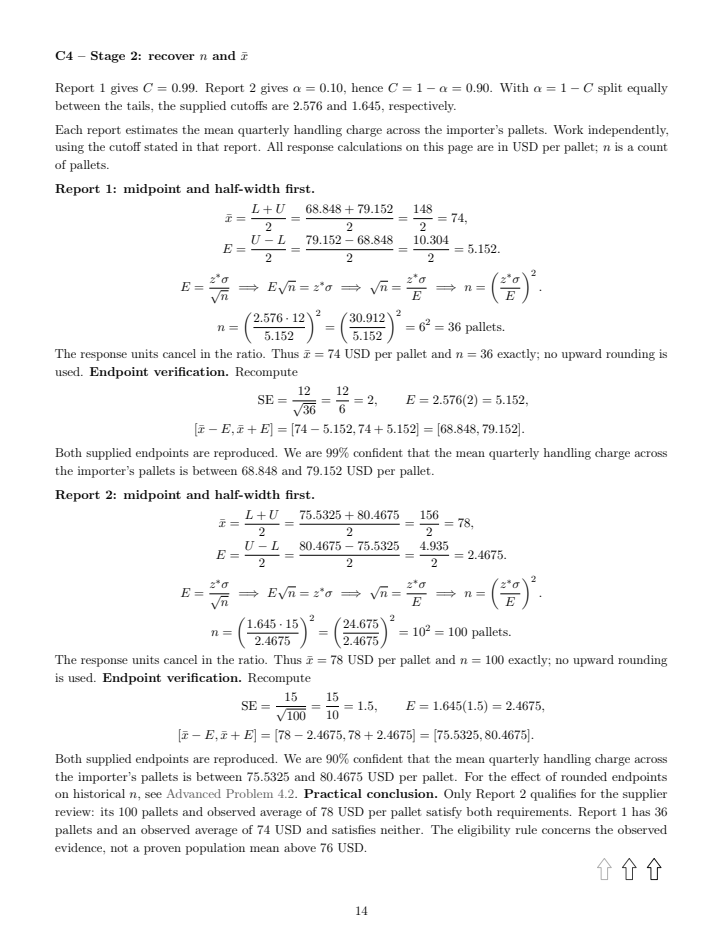 C4 – Stage 2: recover n and x̄
Report 1 gives C = 0.99. Report 2 gives α = 0.10, hence C = 1 − α = 0.90. With α = 1 − C split equally
between the tails, the supplied cutoffs are 2.576 and 1.645, respectively.
Each report estimates the mean quarterly handling charge across the importer's pallets. Work independently,
using the cutoff stated in that report. All response calculations on this page are in USD per pallet; n is a count
of pallets.
Report 1: midpoint and half-width first.
x̄ = (L + U)/2 = (68.848 + 79.152)/2 = 148/2 = 74,
E = (U − L)/2 = (79.152 − 68.848)/2 = 10.304/2 = 5.152.
E = z*σ/√n ⟹ E√n = z*σ ⟹ √n = z*σ/E ⟹ n = (z*σ/E)².
n = (2.576 · 12/5.152)² = (30.912/5.152)² = 6² = 36 pallets.
The response units cancel in the ratio. Thus x̄ = 74 USD per pallet and n = 36 exactly; no upward rounding is
used. Endpoint verification. Recompute
SE = 12/√36 = 12/6 = 2, E = 2.576(2) = 5.152,
[x̄ − E, x̄ + E] = [74 − 5.152, 74 + 5.152] = [68.848, 79.152].
Both supplied endpoints are reproduced. We are 99% confident that the mean quarterly handling charge across
the importer's pallets is between 68.848 and 79.152 USD per pallet.
Report 2: midpoint and half-width first.
x̄ = (L + U)/2 = (75.5325 + 80.4675)/2 = 156/2 = 78,
E = (U − L)/2 = (80.4675 − 75.5325)/2 = 4.935/2 = 2.4675.
E = z*σ/√n ⟹ E√n = z*σ ⟹ √n = z*σ/E ⟹ n = (z*σ/E)².
n = (1.645 · 15/2.4675)² = (24.675/2.4675)² = 10² = 100 pallets.
The response units cancel in the ratio. Thus x̄ = 78 USD per pallet and n = 100 exactly; no upward rounding
is used. Endpoint verification. Recompute
SE = 15/√100 = 15/10 = 1.5, E = 1.645(1.5) = 2.4675,
[x̄ − E, x̄ + E] = [78 − 2.4675, 78 + 2.4675] = [75.5325, 80.4675].
Both supplied endpoints are reproduced. We are 90% confident that the mean quarterly handling charge across
the importer's pallets is between 75.5325 and 80.4675 USD per pallet. For the effect of rounded endpoints
on historical n, see Advanced Problem 4.2. Practical conclusion. Only Report 2 qualifies for the supplier
review: its 100 pallets and observed average of 78 USD per pallet satisfy both requirements. Report 1 has 36
pallets and an observed average of 74 USD and satisfies neither. The eligibility rule concerns the observed
evidence, not a proven population mean above 76 USD.
14